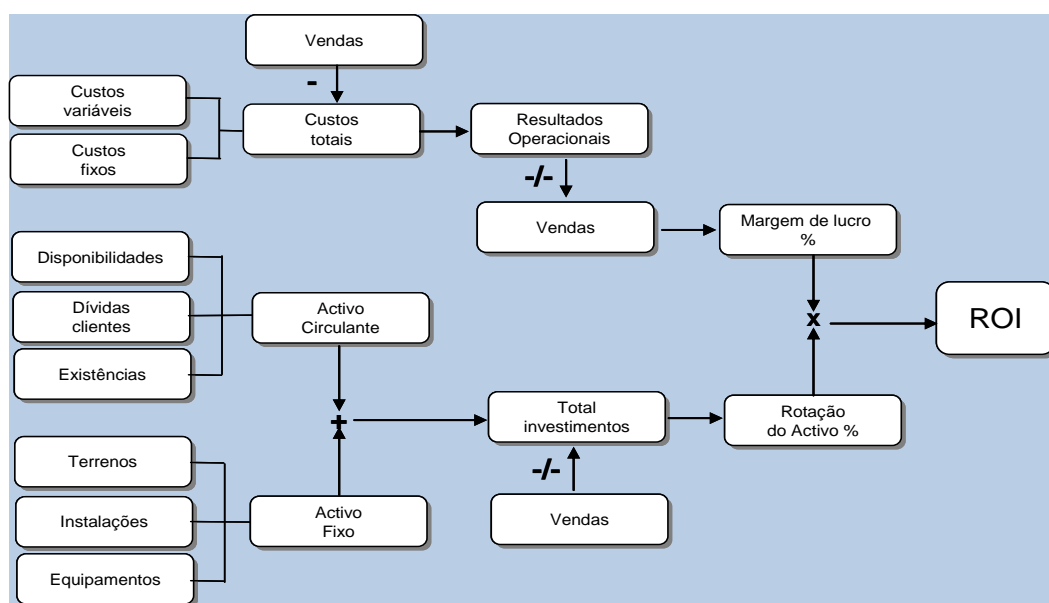 Vendas
-
Custos
variáveis
Custos
fixos
Custos
totais
Resultados
Operacionais
-/-
Vendas
Margem de lucro
%
Disponibilidades
Dívidas
clientes
Existências
Activo
Circulante
x
ROI
+
Total
investimentos
Rotação
do Activo %
Terrenos
Instalações
Equipamentos
Activo
Fixo
-/-
Vendas